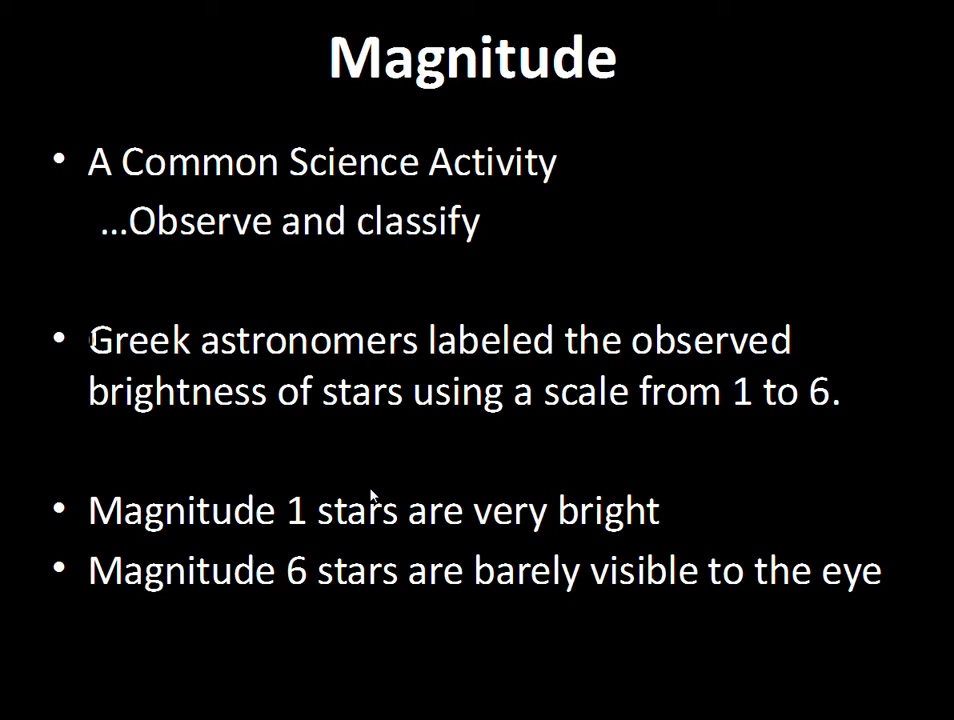 Magnitude
• A Common Science Activity
...Observe and classify
• Greek astronomers labeled the observed
brightness of stars using a scale from 1 to 6.
• Magnitude 1 stars are very bright
• Magnitude 6 stars are barely visible to the eye